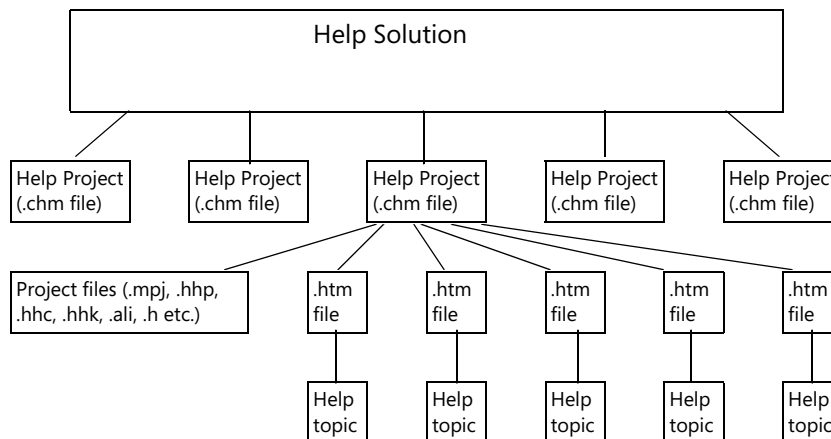 Help Solution
Help Project
(.chm file)
Help Project
(.chm file)
Help Project
(.chm file)
Help Project
(.chm file)
Help Project
(.chm file)
Project files (.mpj, .hhp,
.hhc, .hhk, .ali, .h etc.)
.htm
file
.htm
file
.htm
file
.htm
file
.htm
file
Help
topic
Help
topic
Help
topic
Help
topic
Help
topic